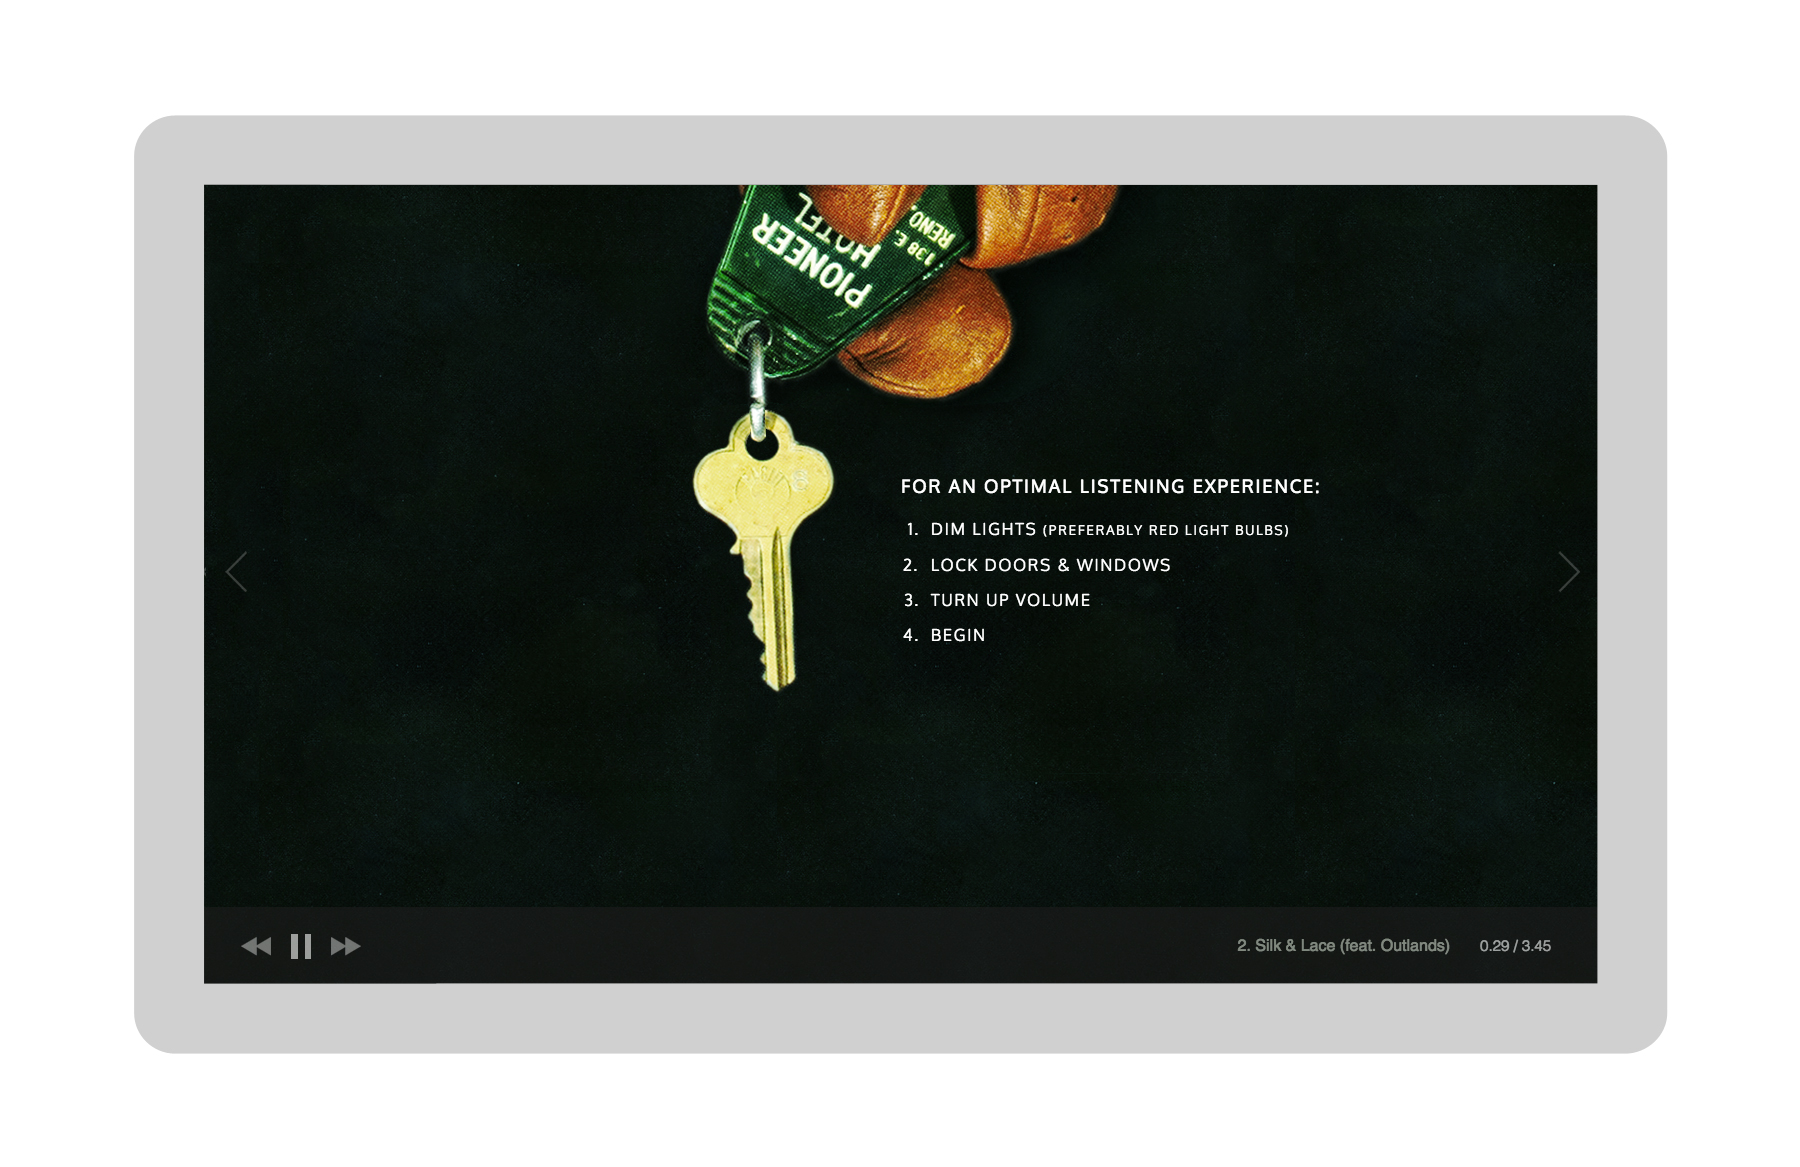 PIONEER
HOTEL
138 E.
RENO,
FOR AN OPTIMAL LISTENING EXPERIENCE:
1. DIM LIGHTS (PREFERABLY RED LIGHT BULBS)
2. LOCK DOORS & WINDOWS
3. TURN UP VOLUME
4. BEGIN
2. Silk & Lace (feat. Outlands) 0.29 / 3.45